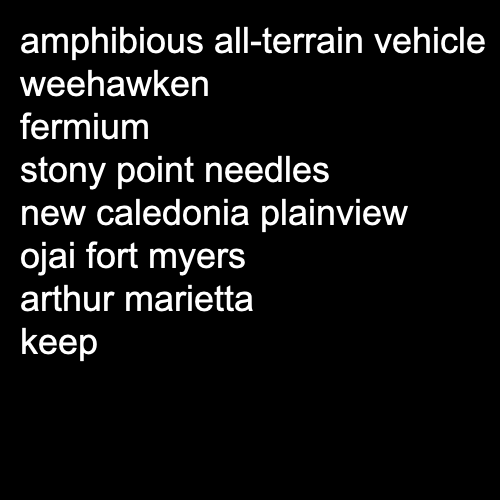 amphibious all-terrain vehicle
weehawken
fermium
stony point needles
new caledonia plainview
ojai fort myers
arthur marietta
keep